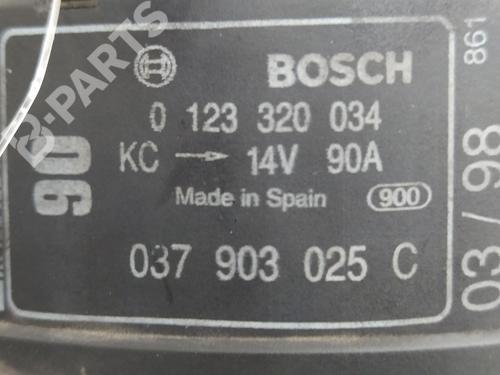 BOSCH
0 123 320 034
KC → 14V 90A
Made in Spain 900
037 903 025 C
90
03/98
861
B-PARTS